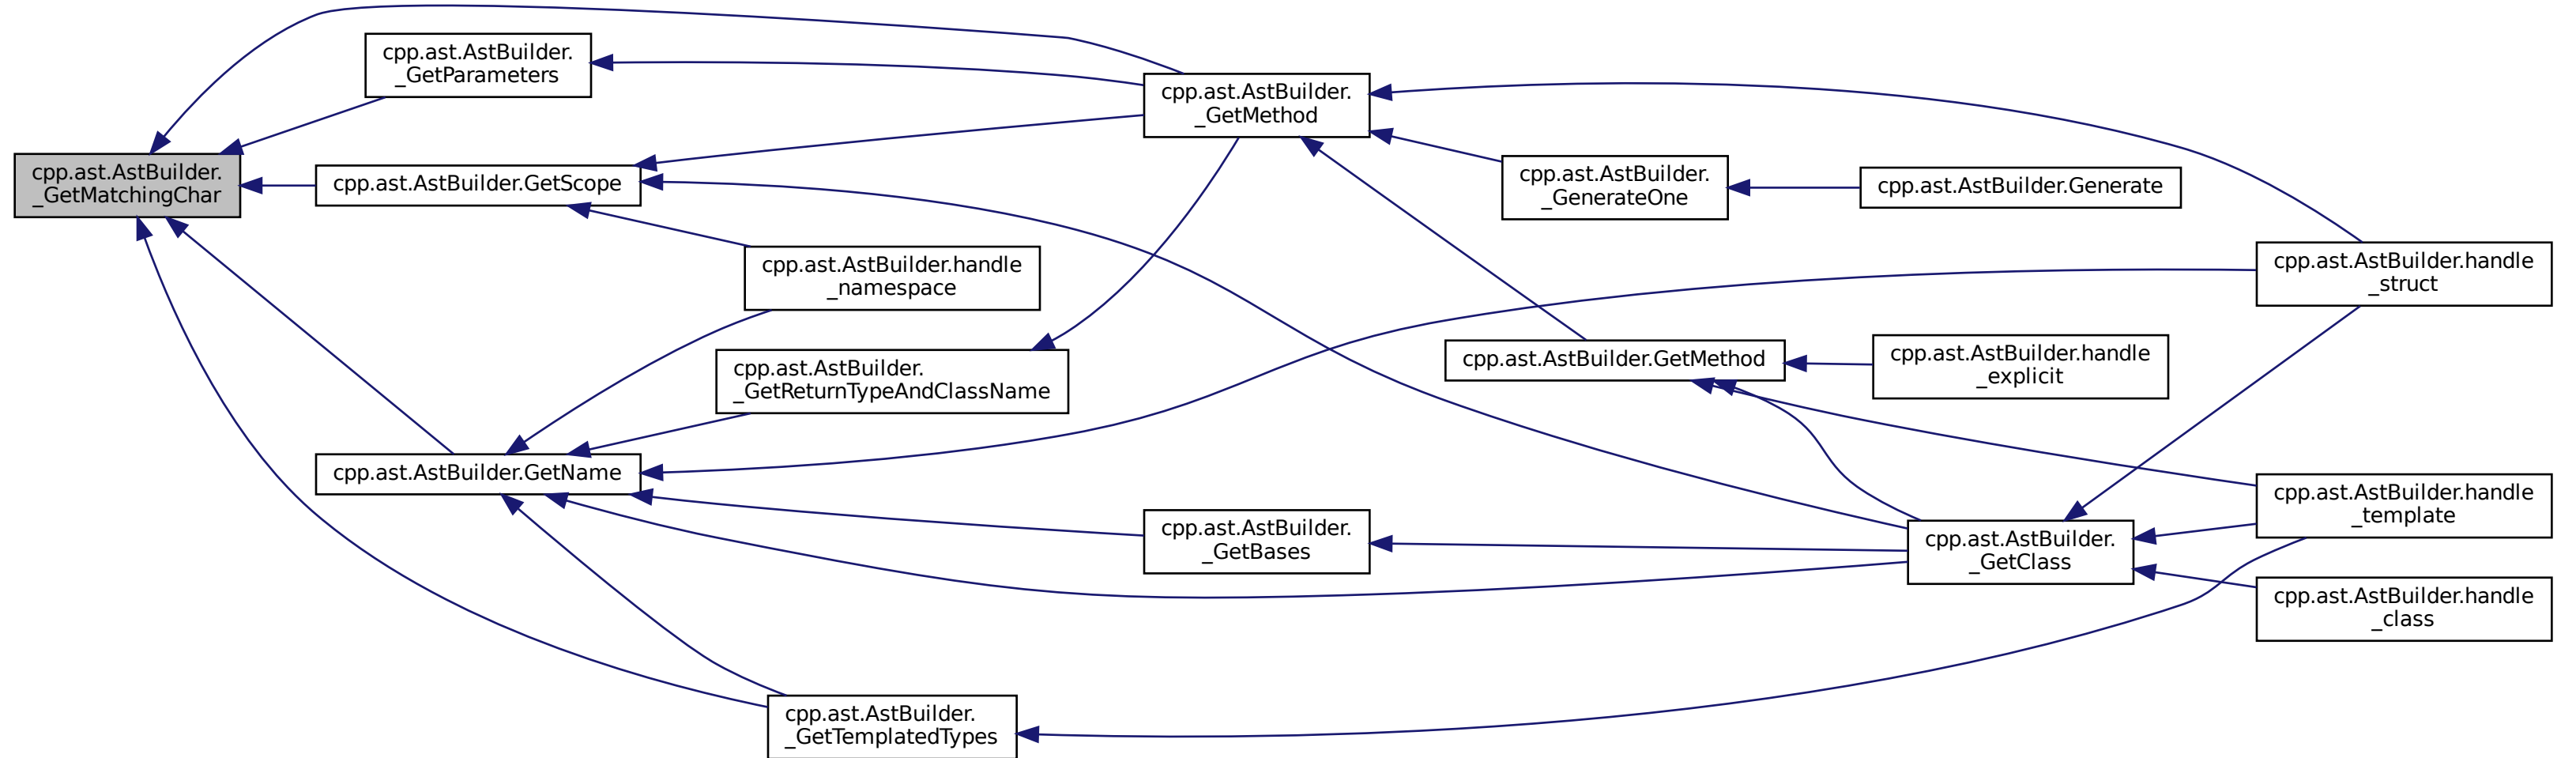 cpp.ast.AstBuilder.
_GetMatchingChar
cpp.ast.AstBuilder.
_GetParameters
cpp.ast.AstBuilder.GetScope
cpp.ast.AstBuilder.handle
_namespace
cpp.ast.AstBuilder.
_GetReturnTypeAndClassName
cpp.ast.AstBuilder.GetName
cpp.ast.AstBuilder.
_GetTemplatedTypes
cpp.ast.AstBuilder.
_GetMethod
cpp.ast.AstBuilder.
_GetBases
cpp.ast.AstBuilder.
_GenerateOne
cpp.ast.AstBuilder.GetMethod
cpp.ast.AstBuilder.Generate
cpp.ast.AstBuilder.handle
_explicit
cpp.ast.AstBuilder.
_GetClass
cpp.ast.AstBuilder.handle
_struct
cpp.ast.AstBuilder.handle
_template
cpp.ast.AstBuilder.handle
_class